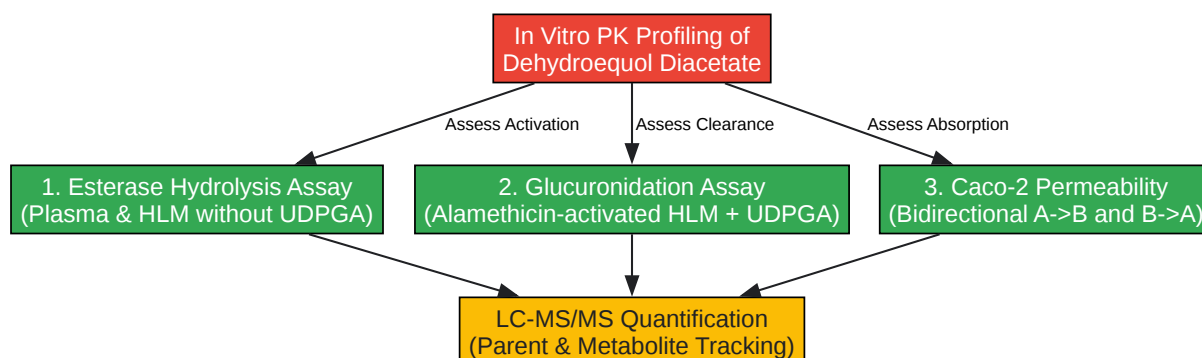 In Vitro PK Profiling of
Dehydroequol Diacetate
Assess Activation
Assess Clearance
Assess Absorption
1. Esterase Hydrolysis Assay
(Plasma & HLM without UDPGA)
2. Glucuronidation Assay
(Alamethicin-activated HLM + UDPGA)
3. Caco-2 Permeability
(Bidirectional A->B and B->A)
LC-MS/MS Quantification
(Parent & Metabolite Tracking)